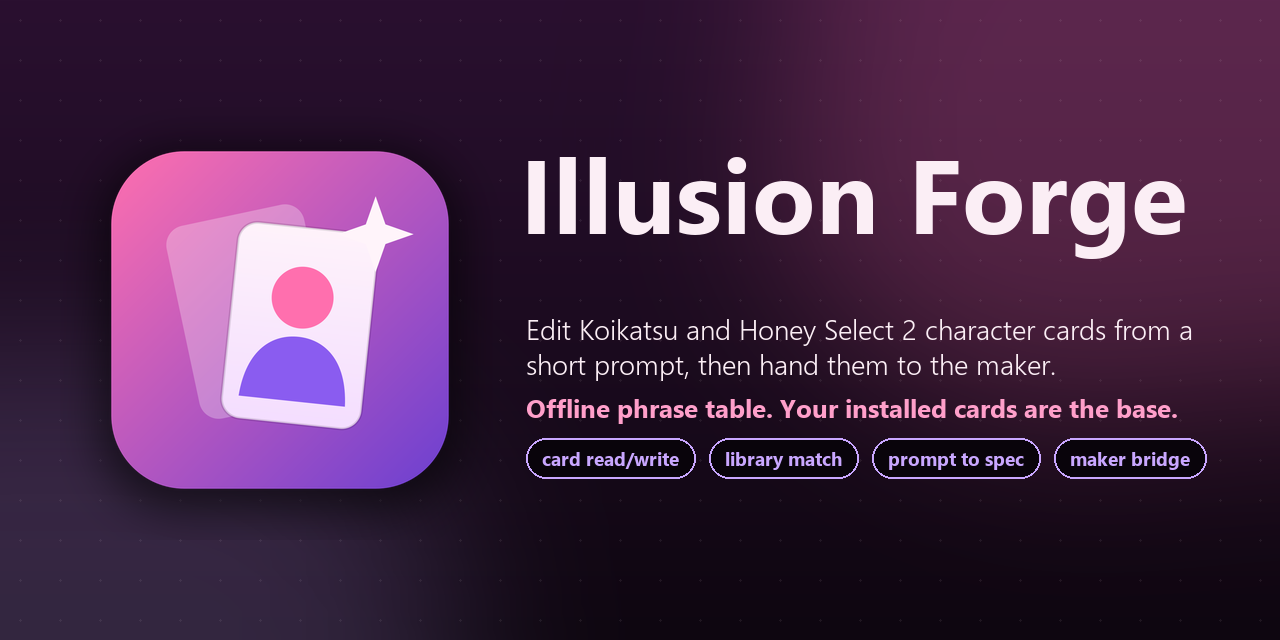 Illusion Forge
Edit Koikatsu and Honey Select 2 character cards from a
short prompt, then hand them to the maker.
Offline phrase table. Your installed cards are the base.
card read/write
library match
prompt to spec
maker bridge